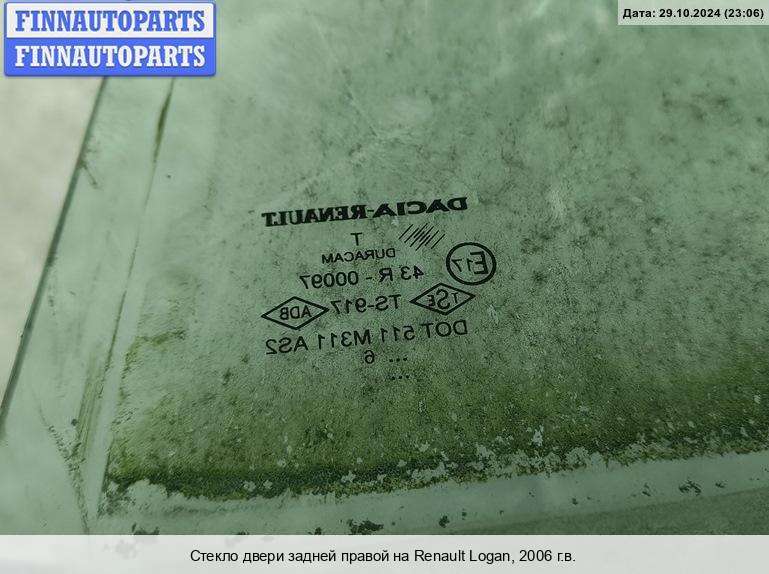 FINNAUTOPARTS
FINNAUTOPARTS
Дата: 29.10.2024 (23:06)
DACIA-RENAULT
T
DURACAM
E17
43 R - 00097
TSE TS-917 ADB
DOT 511 M311 AS2
... 6
...
Стекло двери задней правой на Renault Logan, 2006 г.в.